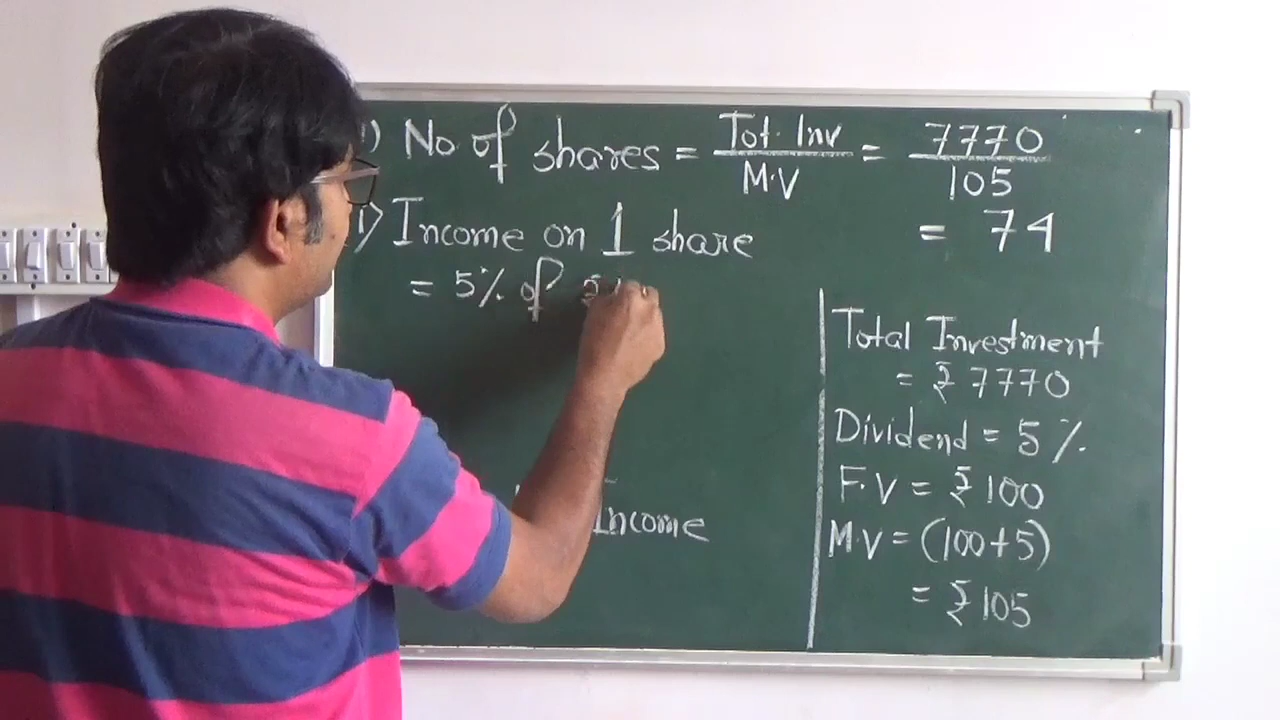 i) No. of shares = Tot. Inv / M.V = 7770 / 105
= 74
i) Income on 1 share
= 5% of ₹1
Income
Total Investment
= ₹7770
Dividend = 5%
F.V = ₹100
M.V = (100+5)
= ₹105